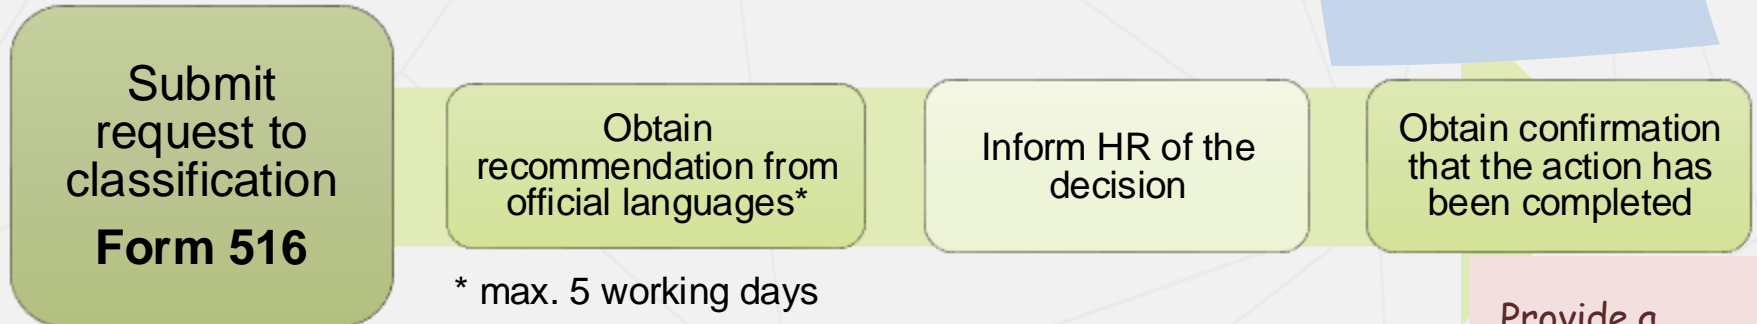 Submit
request to
classification
Form 516
Obtain
recommendation from
official languages*
* max. 5 working days
Inform HR of the
decision
Obtain confirmation
that the action has
been completed
Provide a